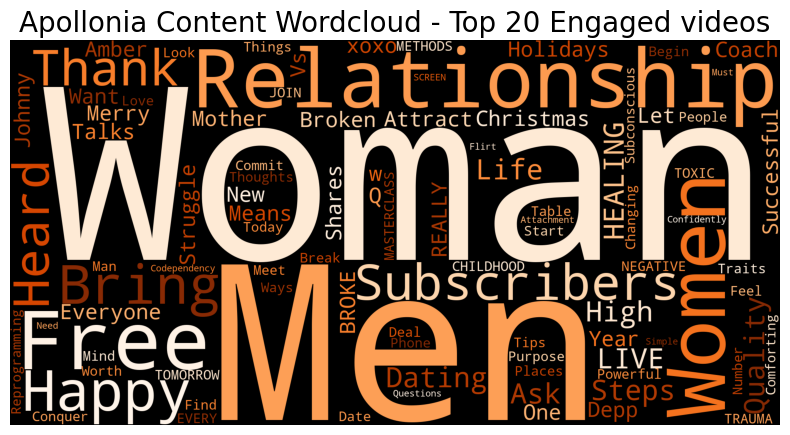 Apollonia Content Wordcloud - Top 20 Engaged videos
Amber
Look
Things
xoxo
METHODS
Holidays
Begin
Coach
Thank
Relationship
Vs
SCREEN
Must
Johnny
Want
Love
JOIN
Merry
Talks
Mother
Broken
Attract
Christmas
Subconscious
Let
People
Successful
Woman
Heard
Struggle
Commit
Thoughts
New
Means
Today
Shares
W
Q
MASTERCLASS
REALLY
Flirt
Life
Table
Attachment
Start
HEALING
Changing
TOXIC
Confidently
Women
Man
Codependency
Meet
Break
Ways
CHILDHOOD
NEGATIVE
Traits
Bring
Men
Subscribers
Feel
Everyone
BROKE
High
Quality
Reprogramming
Need
Free
Mind
Deal
Phone
Tips
Purpose
Places
Year
LIVE
Simple
Number
Comforting
Worth
TOMORROW
Dating
Questions
Powerful
Happy
Find
EVERY
Ask
Steps
One
Depp
Conquer
Date
TRAUMA